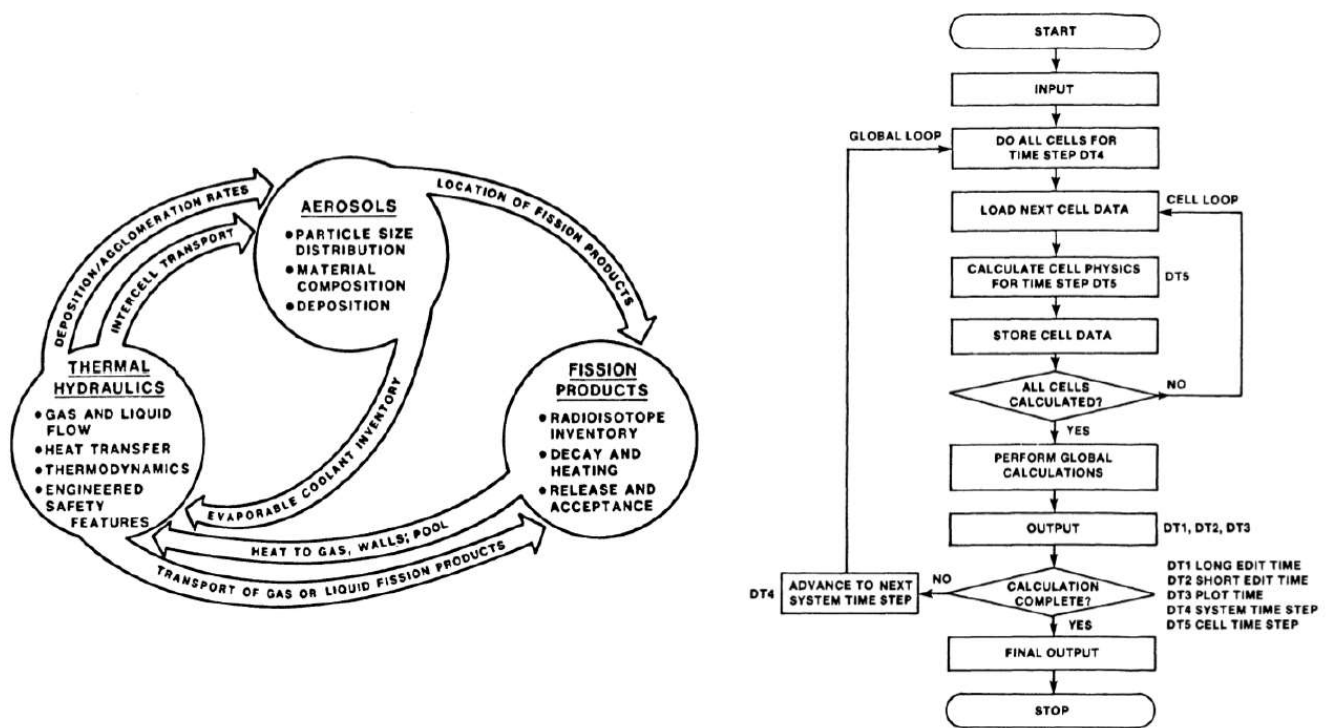 DEPOSITION/AGGLOMERATION RATES
INTERCELL TRANSPORT
AEROSOLS
● PARTICLE SIZE
DISTRIBUTION
● MATERIAL
COMPOSITION
● DEPOSITION
LOCATION OF FISSION PRODUCTS
THERMAL
HYDRAULICS
● GAS AND LIQUID
FLOW
● HEAT TRANSFER
● THERMODYNAMICS
● ENGINEERED
SAFETY
FEATURES
FISSION
PRODUCTS
● RADIOISOTOPE
INVENTORY
● DECAY AND
HEATING
● RELEASE AND
ACCEPTANCE
EVAPORABLE COOLANT INVENTORY
HEAT TO GAS, WALLS; POOL
TRANSPORT OF GAS OR LIQUID FISSION PRODUCTS
START
INPUT
GLOBAL LOOP
DO ALL CELLS FOR
TIME STEP DT4
LOAD NEXT CELL DATA
CELL LOOP
CALCULATE CELL PHYSICS
FOR TIME STEP DT5
DT5
STORE CELL DATA
ALL CELLS
CALCULATED?
NO
YES
PERFORM GLOBAL
CALCULATIONS
OUTPUT
DT1, DT2, DT3
DT4
ADVANCE TO NEXT
SYSTEM TIME STEP
NO
CALCULATION
COMPLETE?
YES
DT1 LONG EDIT TIME
DT2 SHORT EDIT TIME
DT3 PLOT TIME
DT4 SYSTEM TIME STEP
DT5 CELL TIME STEP
FINAL OUTPUT
STOP